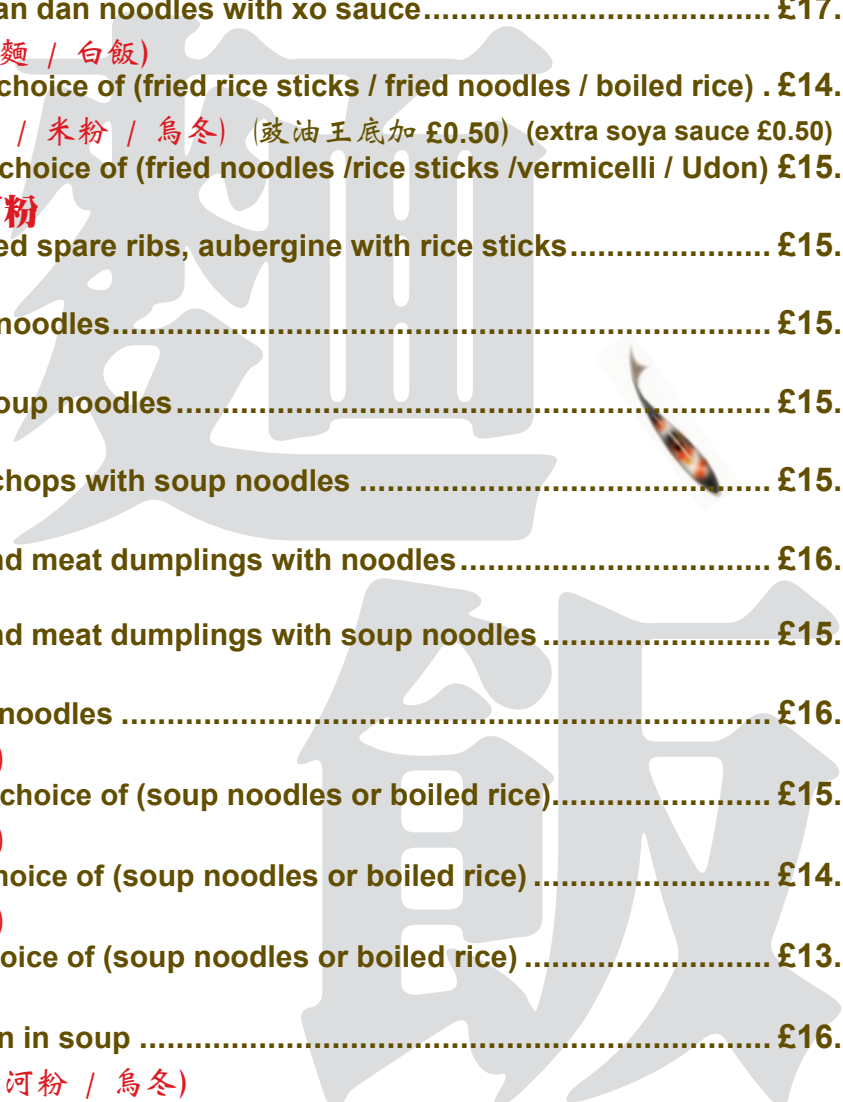 an dan noodles with xo sauce........................................... £17.
麵 / 白飯)
choice of (fried rice sticks / fried noodles / boiled rice) . £14.
/ 米粉 / 烏冬) (豉油王底加 £0.50) (extra soya sauce £0.50)
choice of (fried noodles /rice sticks /vermicelli / Udon) £15.
粉
ed spare ribs, aubergine with rice sticks...................... £15.
noodles........................................................................ £15.
oup noodles................................................................. £15.
chops with soup noodles ............................................. £15.
nd meat dumplings with noodles.................................. £16.
nd meat dumplings with soup noodles......................... £15.
noodles ....................................................................... £16.
)
choice of (soup noodles or boiled rice)........................ £15.
)
hoice of (soup noodles or boiled rice) .......................... £14.
)
oice of (soup noodles or boiled rice) ........................... £13.
n in soup ..................................................................... £16.
河粉 / 烏冬)
麵
飯